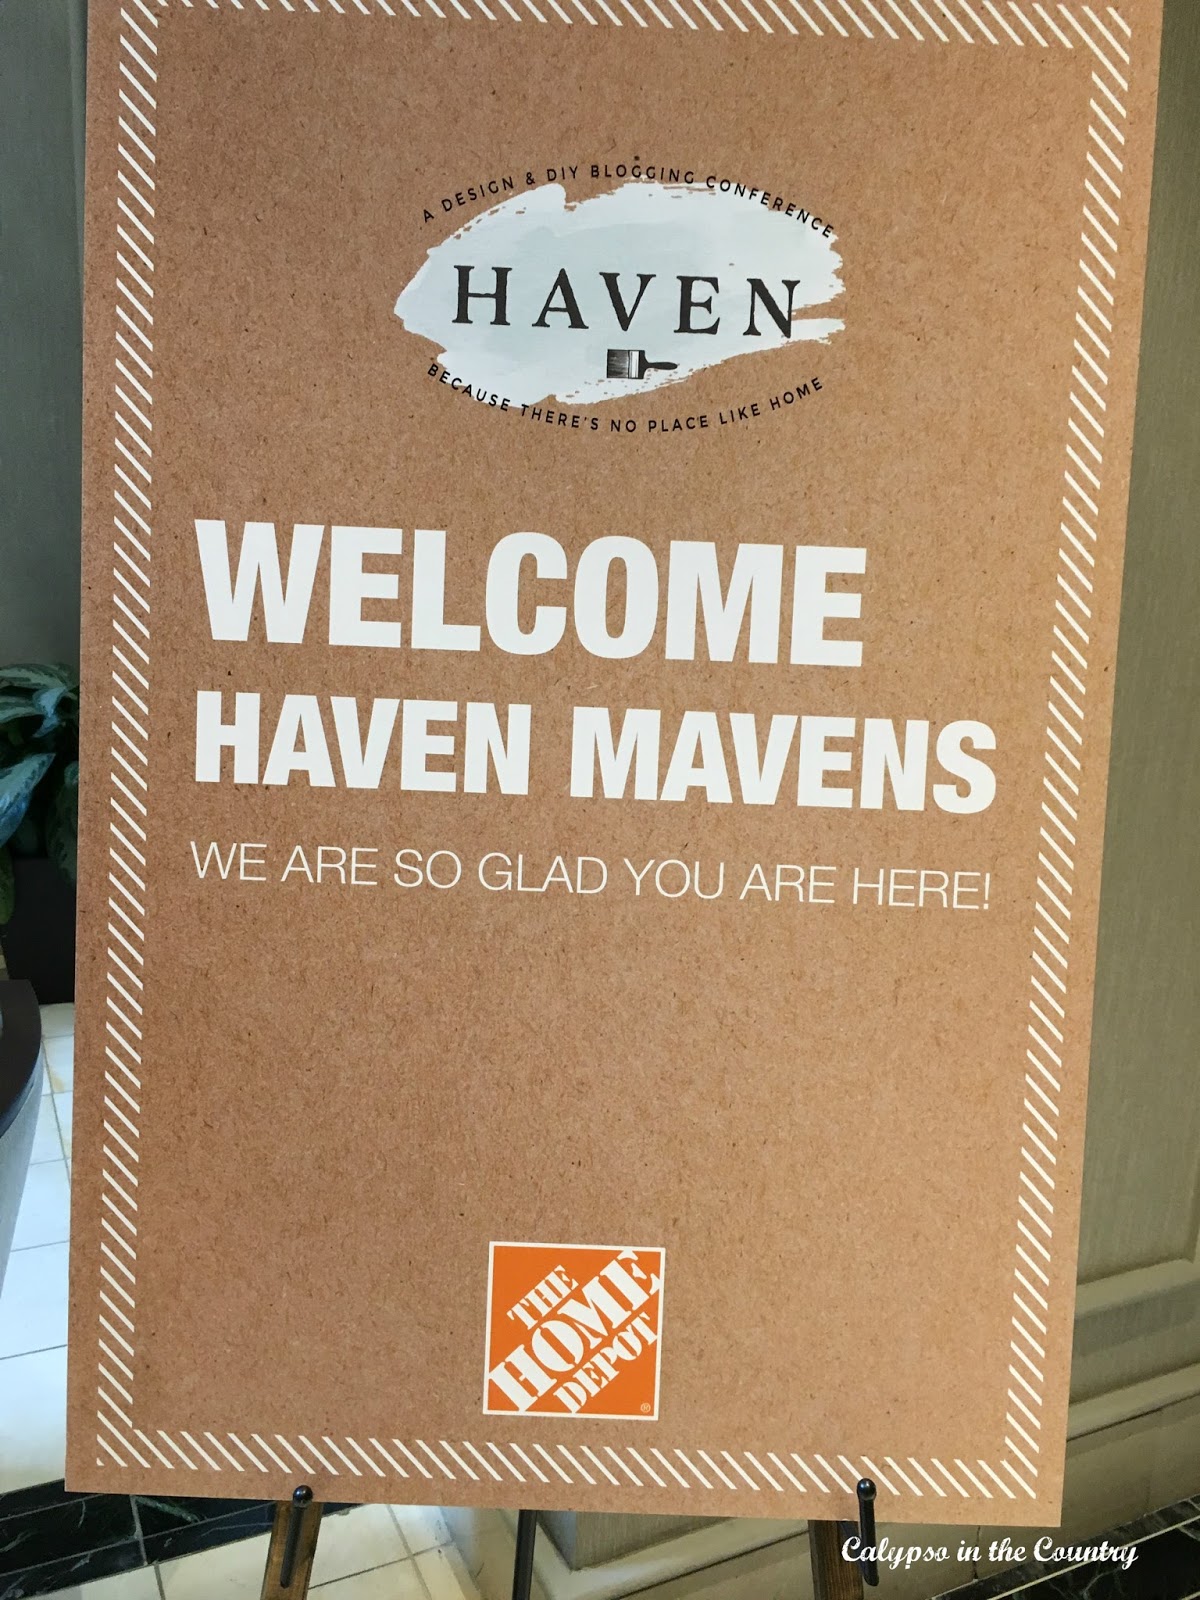 A DESIGN & DIY BLOGGING CONFERENCE
HAVEN
BECAUSE THERE'S NO PLACE LIKE HOME
WELCOME
HAVEN MAVENS
WE ARE SO GLAD YOU ARE HERE!
THE
HOME
DEPOT
®
Calypso in the Country